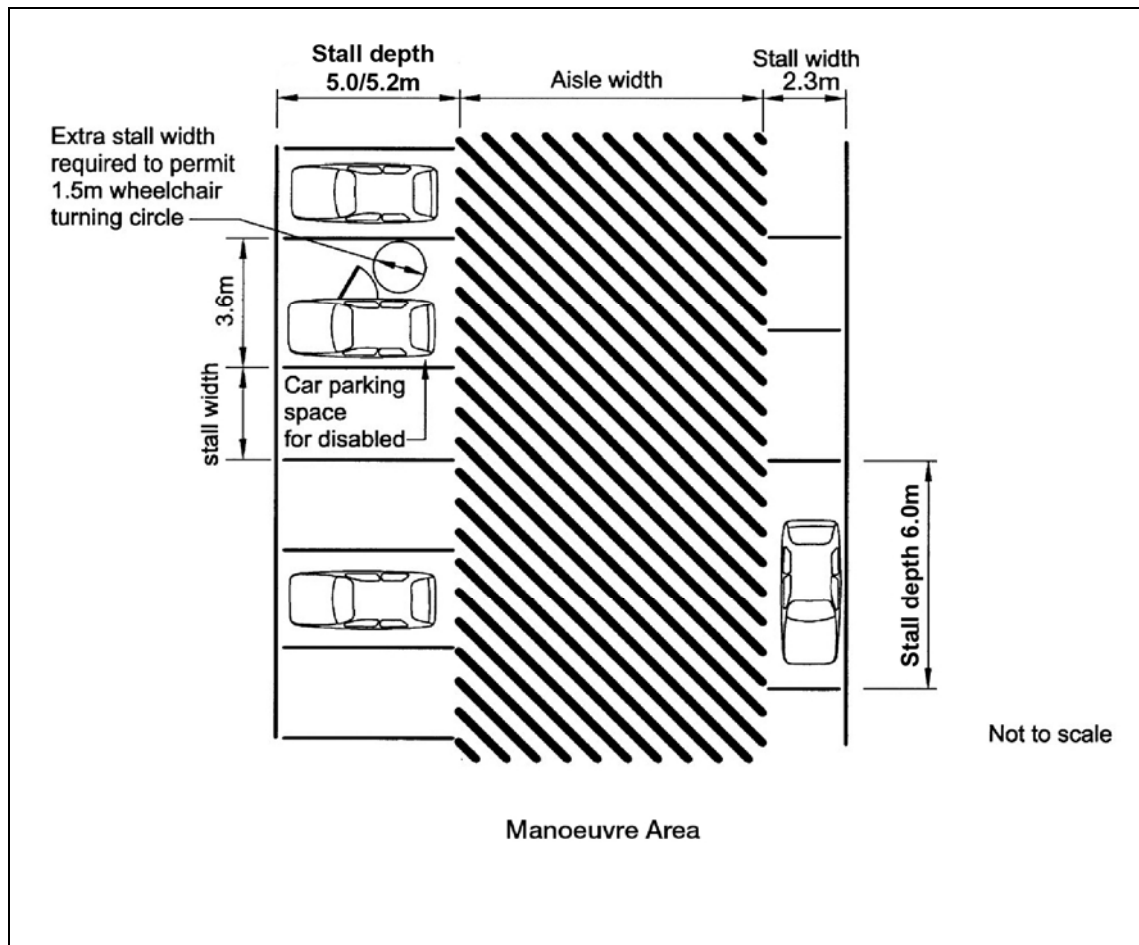 Stall depth
5.0/5.2m
Aisle width
Stall width
2.3m
Extra stall width
required to permit
1.5m wheelchair
turning circle
3.6m
stall width
Car parking
space
for disabled
Stall depth 6.0m
Not to scale
Manoeuvre Area